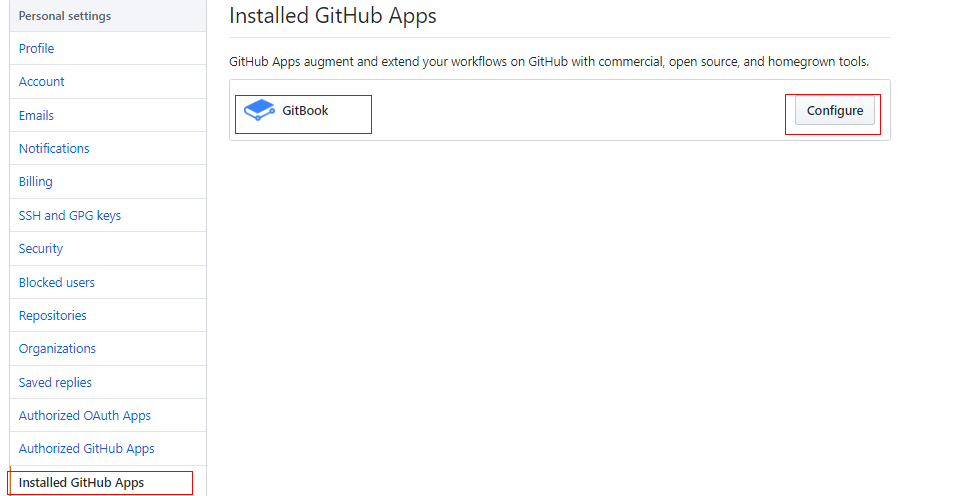 Personal settings
Profile
Account
Emails
Notifications
Billing
SSH and GPG keys
Security
Blocked users
Repositories
Organizations
Saved replies
Authorized OAuth Apps
Authorized GitHub Apps
Installed GitHub Apps
Installed GitHub Apps
GitHub Apps augment and extend your workflows on GitHub with commercial, open source, and homegrown tools.
GitBook
Configure